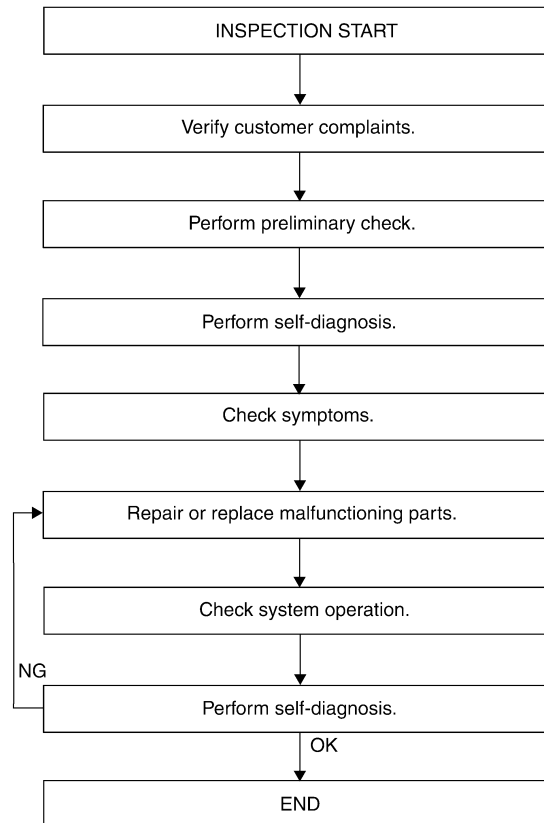 INSPECTION START
Verify customer complaints.
Perform preliminary check.
Perform self-diagnosis.
Check symptoms.
Repair or replace malfunctioning parts.
Check system operation.
NG
Perform self-diagnosis.
OK
END